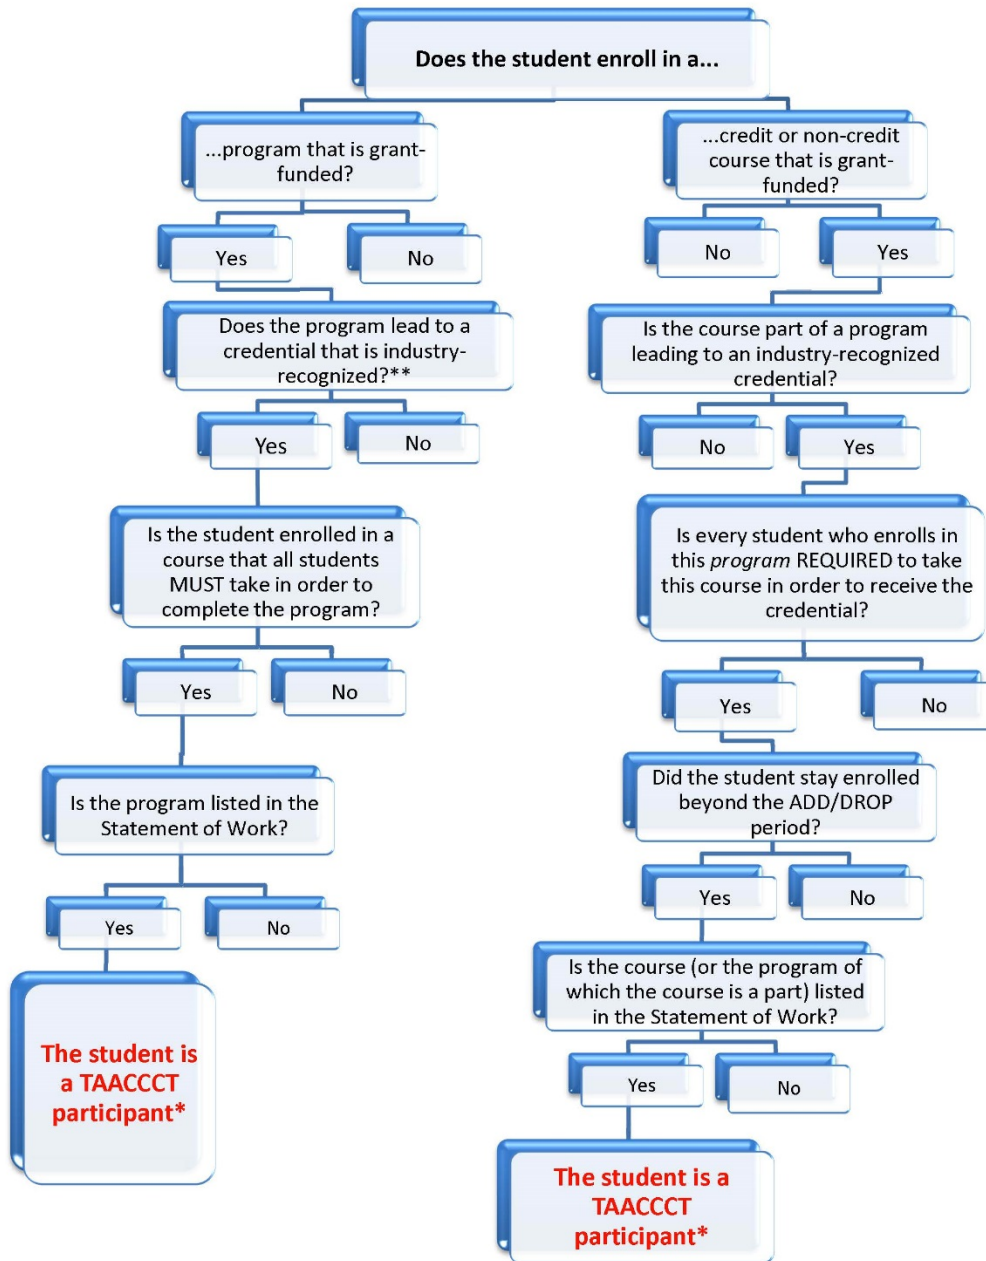 Does the student enroll in a...
...program that is grant-
funded?
Yes
No
Does the program lead to a
credential that is industry-
recognized?**
Yes
No
Is the student enrolled in a
course that all students
MUST take in order to
complete the program?
Yes
No
Is the program listed in the
Statement of Work?
Yes
No
The student is
a TAACCCT
participant*
...credit or non-credit
course that is grant-
funded?
No
Yes
Is the course part of a program
leading to an industry-recognized
credential?
No
Yes
Is every student who enrolls in
this program REQUIRED to take
this course in order to receive the
credential?
Yes
No
Did the student stay enrolled
beyond the ADD/DROP
period?
Yes
No
Is the course (or the program of
which the course is a part) listed
in the Statement of Work?
Yes
No
The student is a
TAACCCT
participant*